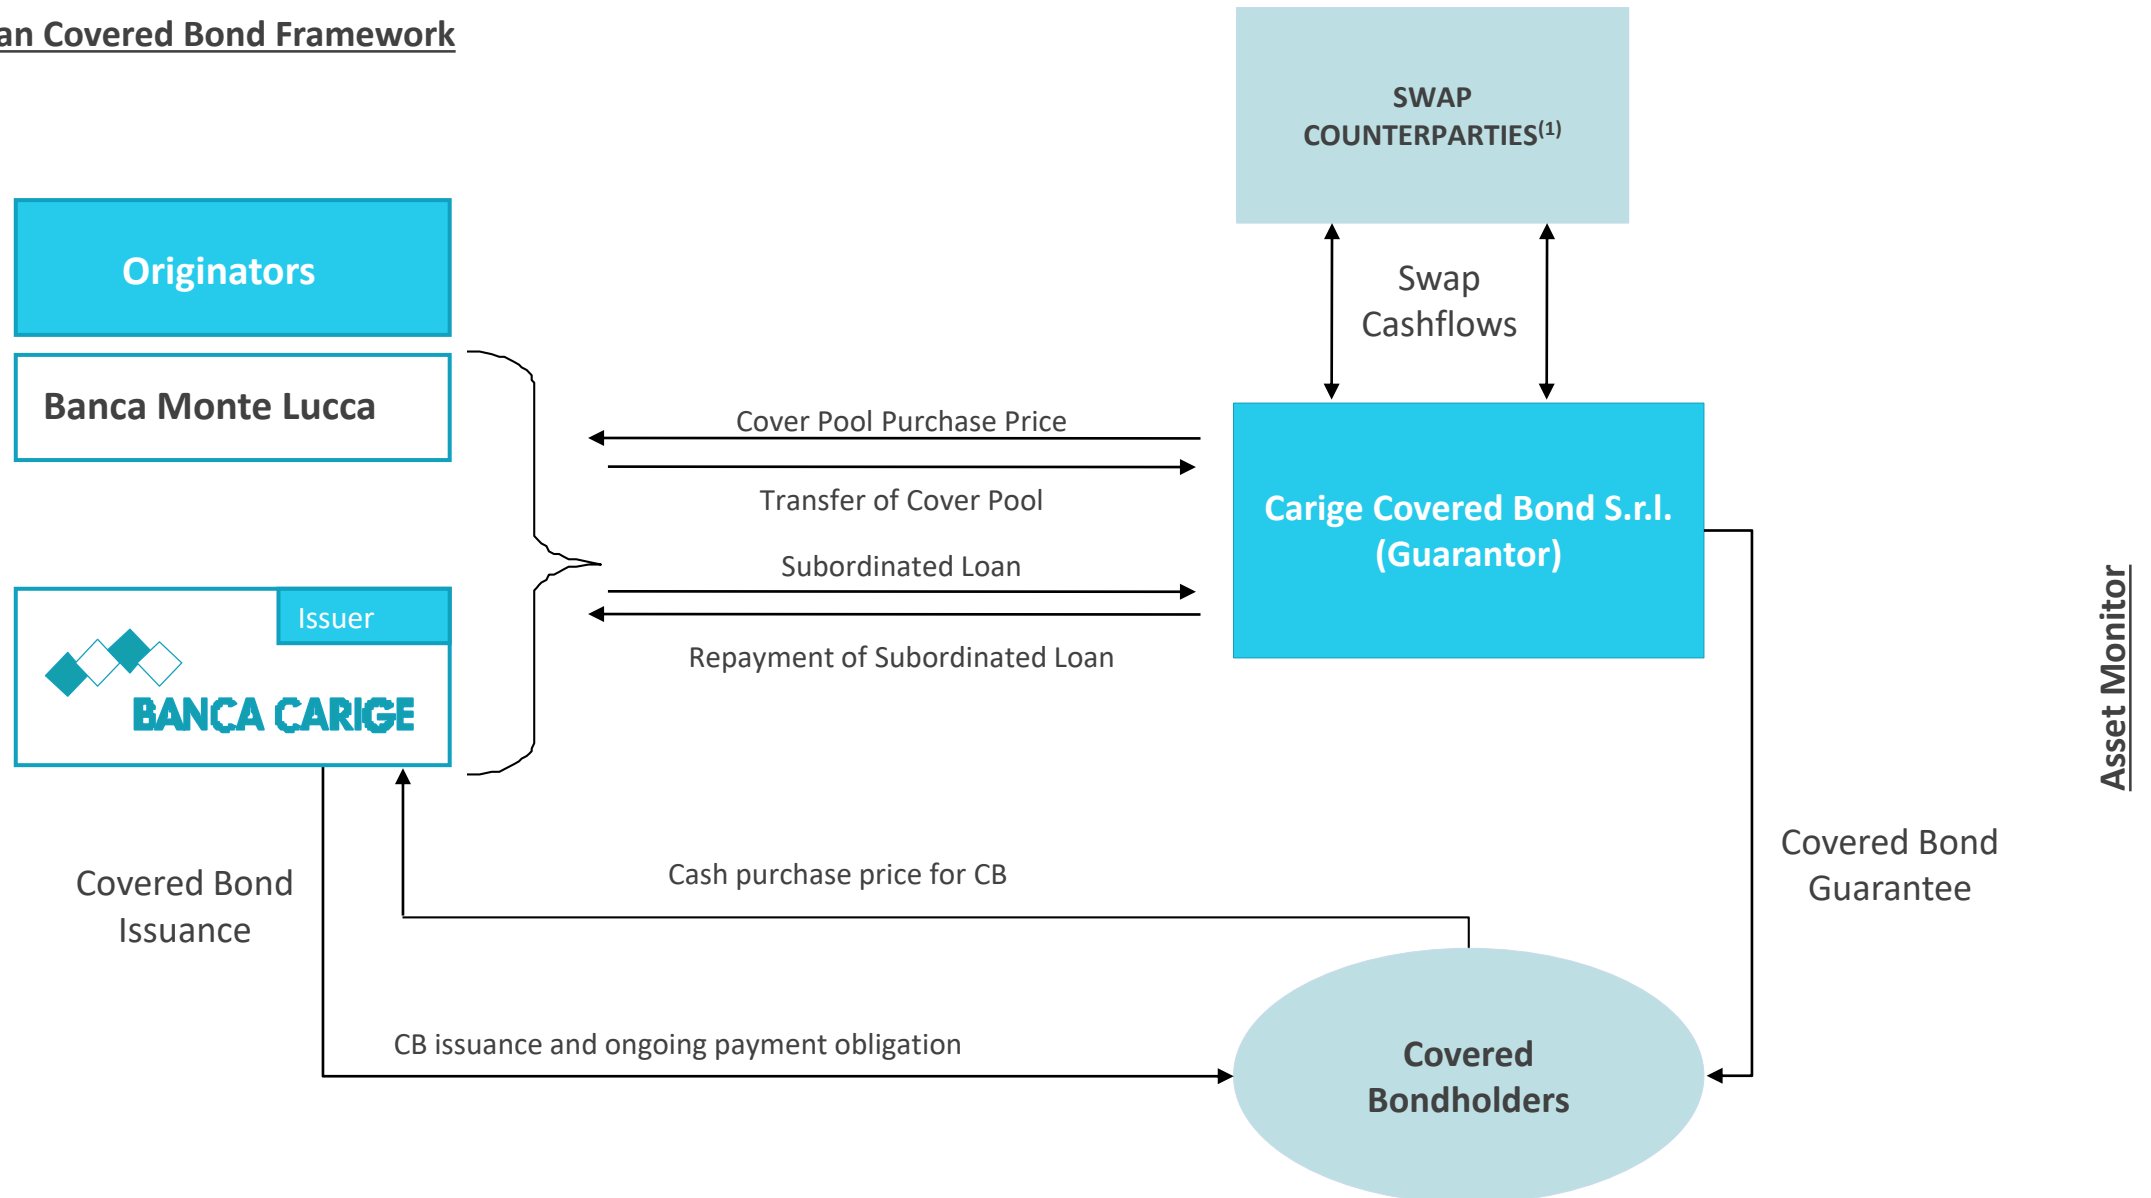 Covered Bond Framework
SWAP
COUNTERPARTIES(1)
Originators
Swap
Cashflows
Banca Monte Lucca
Cover Pool Purchase Price
Transfer of Cover Pool
Carige Covered Bond S.r.l.
(Guarantor)
Subordinated Loan
Issuer
BANCA CARIGE
Repayment of Subordinated Loan
Asset Monitor
Covered Bond
Guarantee
Cash purchase price for CB
Covered Bond
Issuance
CB issuance and ongoing payment obligation
Covered
Bondholders